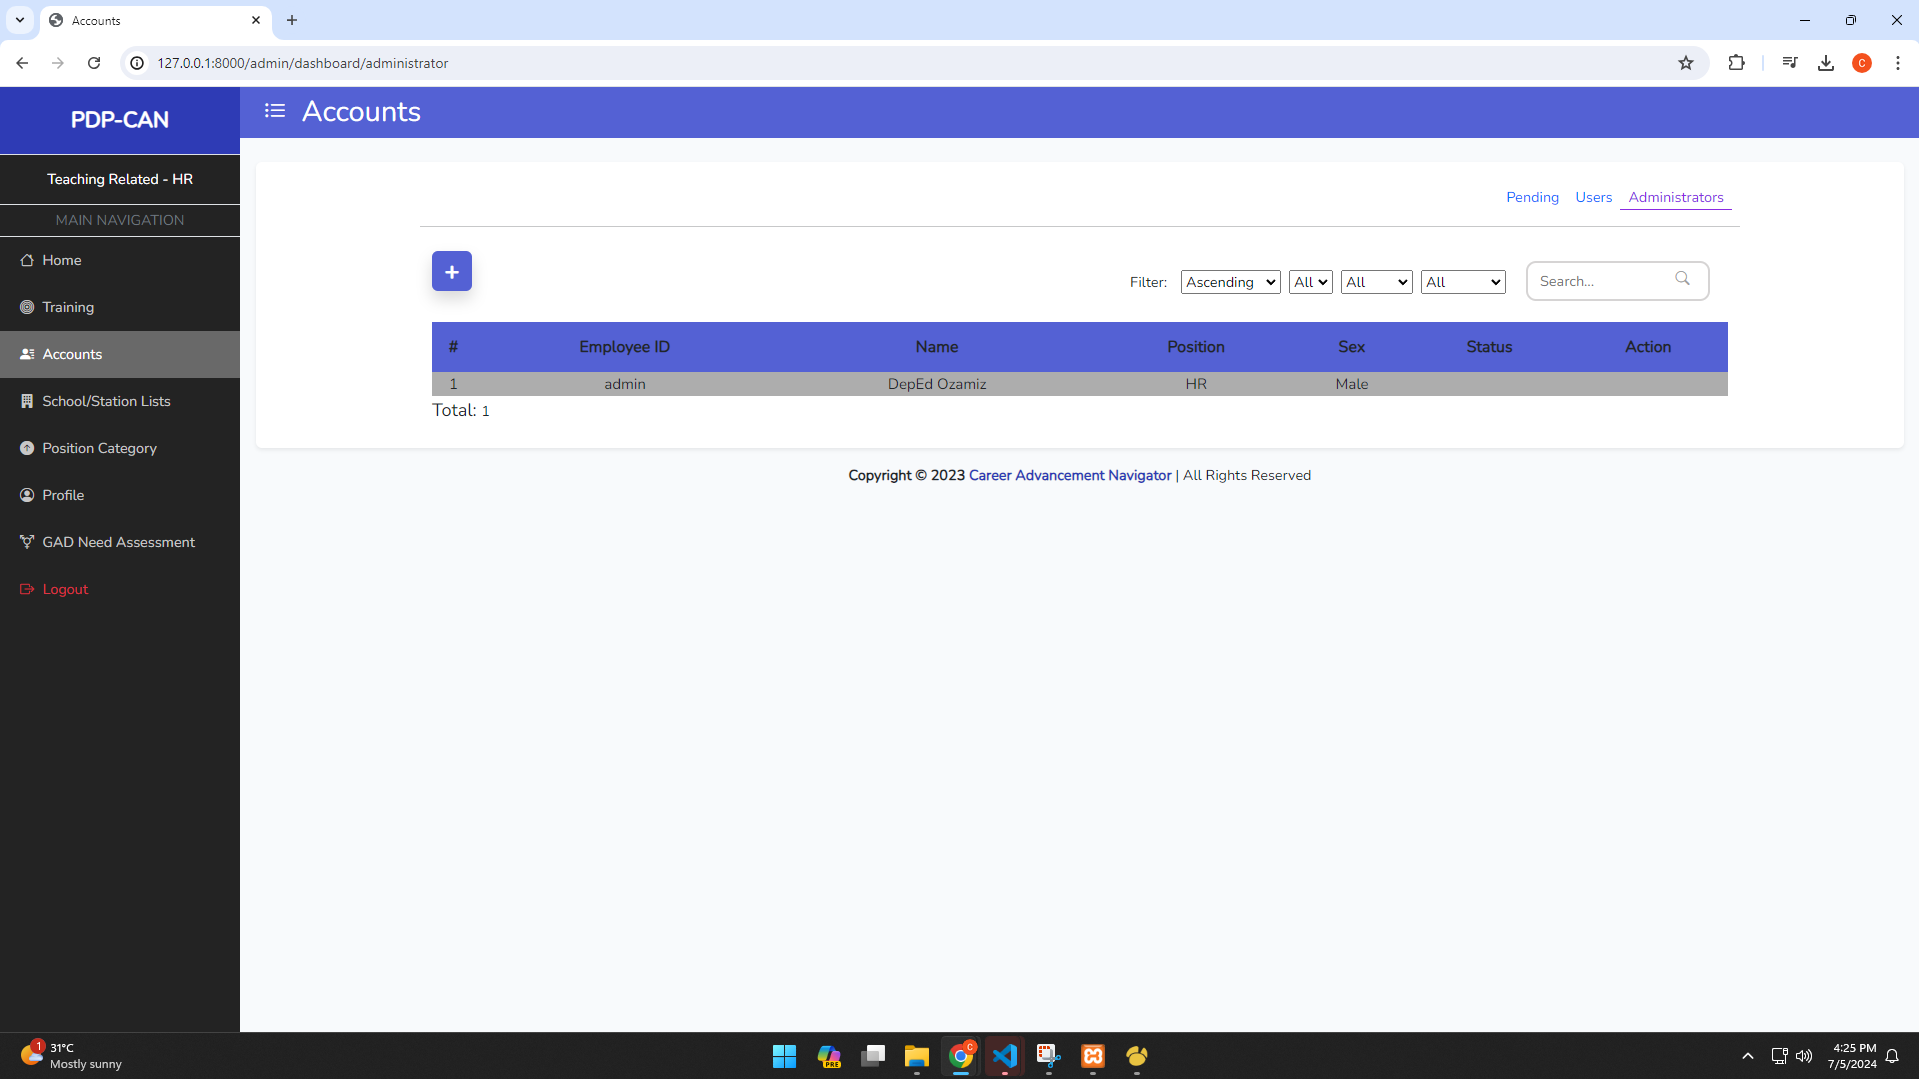 Accounts
127.0.0.1:8000/admin/dashboard/administrator
C
PDP-CAN
Accounts
Teaching Related - HR
MAIN NAVIGATION
Home
Training
Accounts
School/Station Lists
Position Category
Profile
GAD Need Assessment
Logout
Pending Users Administrators
+
Filter: Ascending All All All Search...
# Employee ID Name Position Sex Status Action
1 admin DepEd Ozamiz HR Male
Total: 1
Copyright © 2023 Career Advancement Navigator | All Rights Reserved
1
31°C
Mostly sunny
PRE
C
4:25 PM
7/5/2024